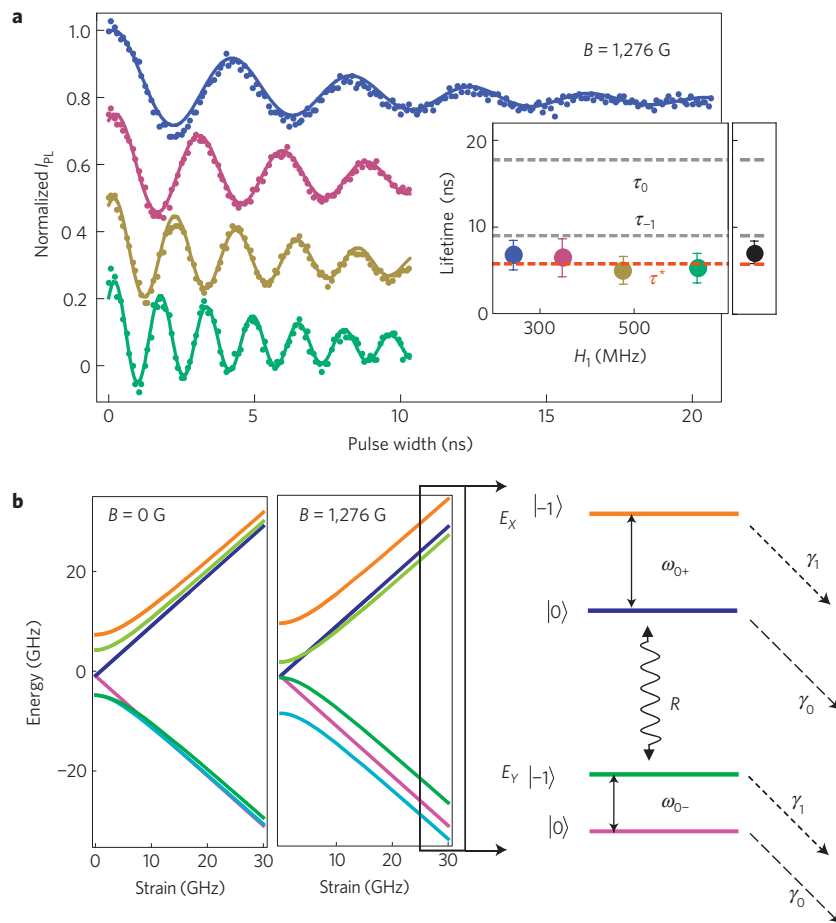 a
1.0
0.8
0.6
0 4
0.2
0
Normalized I_PL
B = 1,276 G
0
5
10
15
20
Pulse width (ns)
20
10
0
Lifetime (ns)
τ_0
τ_−1
τ*
300
500
H_1 (MHz)
b
B = 0 G
B = 1,276 G
20
0
−20
Energy (GHz)
0
10
20
30
Strain (GHz)
0
10
20
30
Strain (GHz)
E_X
|−1⟩
ω_0+
γ_1
|0⟩
γ_0
R
E_Y
|−1⟩
ω_0−
γ_1
|0⟩
γ_0